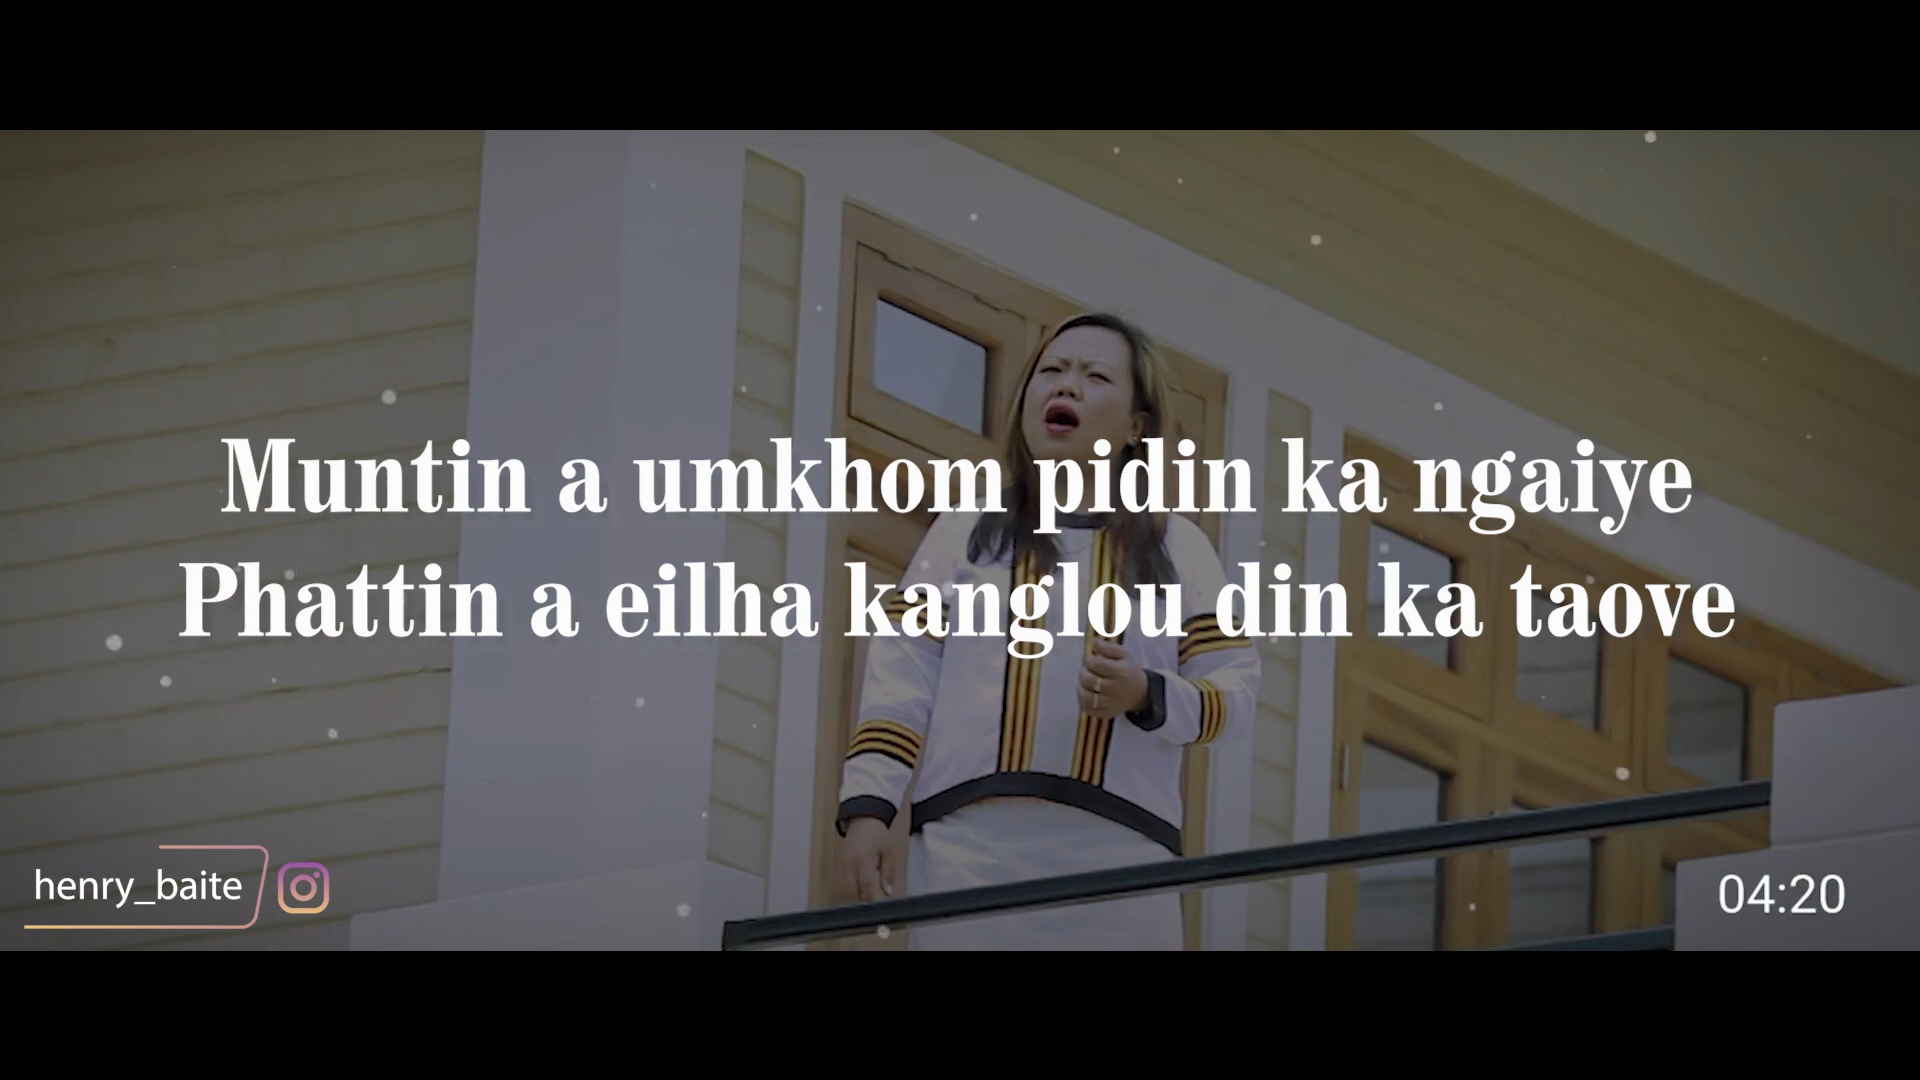 Muntin a umkhom pidin ka ngaiye
Phattin a eilha kanglou din ka taove
henry_baite
04:20